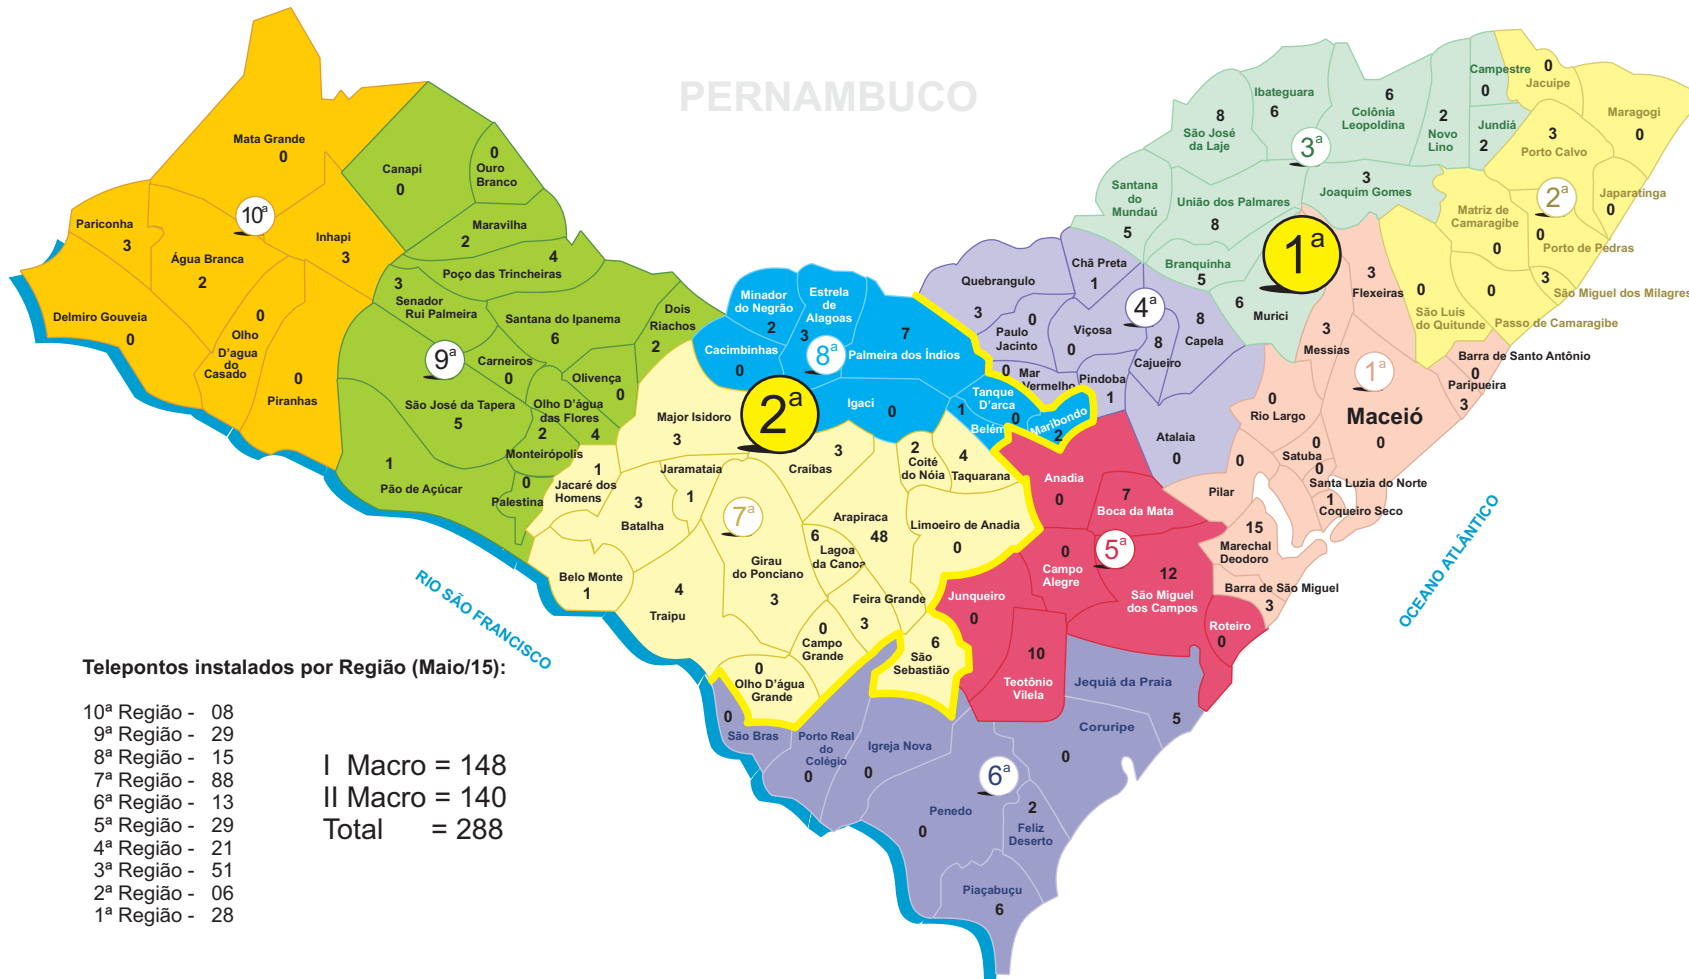 PERNAMBUCO
Mata Grande
0
Pariconha
3
10ª
Inhapi
3
Água Branca
2
Delmiro Gouveia
0
0
Olho
D'agua
do
Casado
0
Piranhas
Canapi
0
0
Ouro
Branco
Maravilha
2
4
Poço das Trincheiras
3
Senador
Rui Palmeira
Santana do Ipanema
6
Dois
Riachos
2
9ª
Carneiros
0
Olivença
0
São José da Tapera
5
Olho D'água
das Flores
2
4
Monteirópolis
1
Pão de Açúcar
0
Palestina
Minador
do Negrão
2
Estrela
de
Alagoas
3
7
Palmeira dos Índios
8ª
Cacimbinhas
0
Igaci
0
1
Belém
Tanque
D'arca
0
Maribondo
2
2ª
Major Isidoro
3
1
Jacaré dos
Homens
Jaramataia
1
3
Batalha
3
Craíbas
2
Coité
do Nóia
4
Taquarana
7ª
Arapiraca
48
6
Lagoa
da Canoa
Limoeiro de Anadia
0
Belo Monte
1
4
Traipu
Girau
do Ponciano
3
Feira Grande
3
0
Campo
Grande
0
Olho D'água
Grande
6
São
Sebastião
Quebrangulo
3
Chã Preta
1
4ª
0
Paulo
Jacinto
Viçosa
0
8
Cajueiro
8
Capela
0
Mar
Vermelho
Pindoba
1
Atalaia
0
8
São José
da Laje
Ibateguara
6
6
Colônia
Leopoldina
2
Novo
Lino
Campestre
0
Jundiá
2
3ª
3
Joaquim Gomes
Santana
do
Mundaú
5
União dos Palmares
8
Branquinha
5
6
Murici
1ª
0
Jacuipe
Maragogi
0
3
Porto Calvo
2ª
Japaratinga
0
Matriz de
Camaragibe
0
0
Porto de Pedras
3
São Miguel dos Milagres
0
São Luis
do Quitunde
0
Passo de Camaragibe
3
Flexeiras
3
Messias
1ª
Barra de Santo Antônio
0
Paripueira
3
0
Rio Largo
Maceió
0
0
Satuba
0
Santa Luzia do Norte
1
Coqueiro Seco
0
Pilar
15
Marechal
Deodoro
Barra de São Miguel
3
Anadia
0
7
Boca da Mata
5ª
0
Campo
Alegre
12
São Miguel
dos Campos
Junqueiro
0
10
Teotônio
Vilela
Roteiro
0
Jequiá da Praia
5
Coruripe
0
0
São Bras
Porto Real
do
Colégio
0
Igreja Nova
0
6ª
Penedo
0
2
Feliz
Deserto
Piaçabuçu
6
RIO SÃO FRANCISCO
OCEANO ATLÂNTICO
Telepontos instalados por Região (Maio/15):
10ª Região - 08
9ª Região - 29
8ª Região - 15
7ª Região - 88
6ª Região - 13
5ª Região - 29
4ª Região - 21
3ª Região - 51
2ª Região - 06
1ª Região - 28
I Macro = 148
II Macro = 140
Total = 288